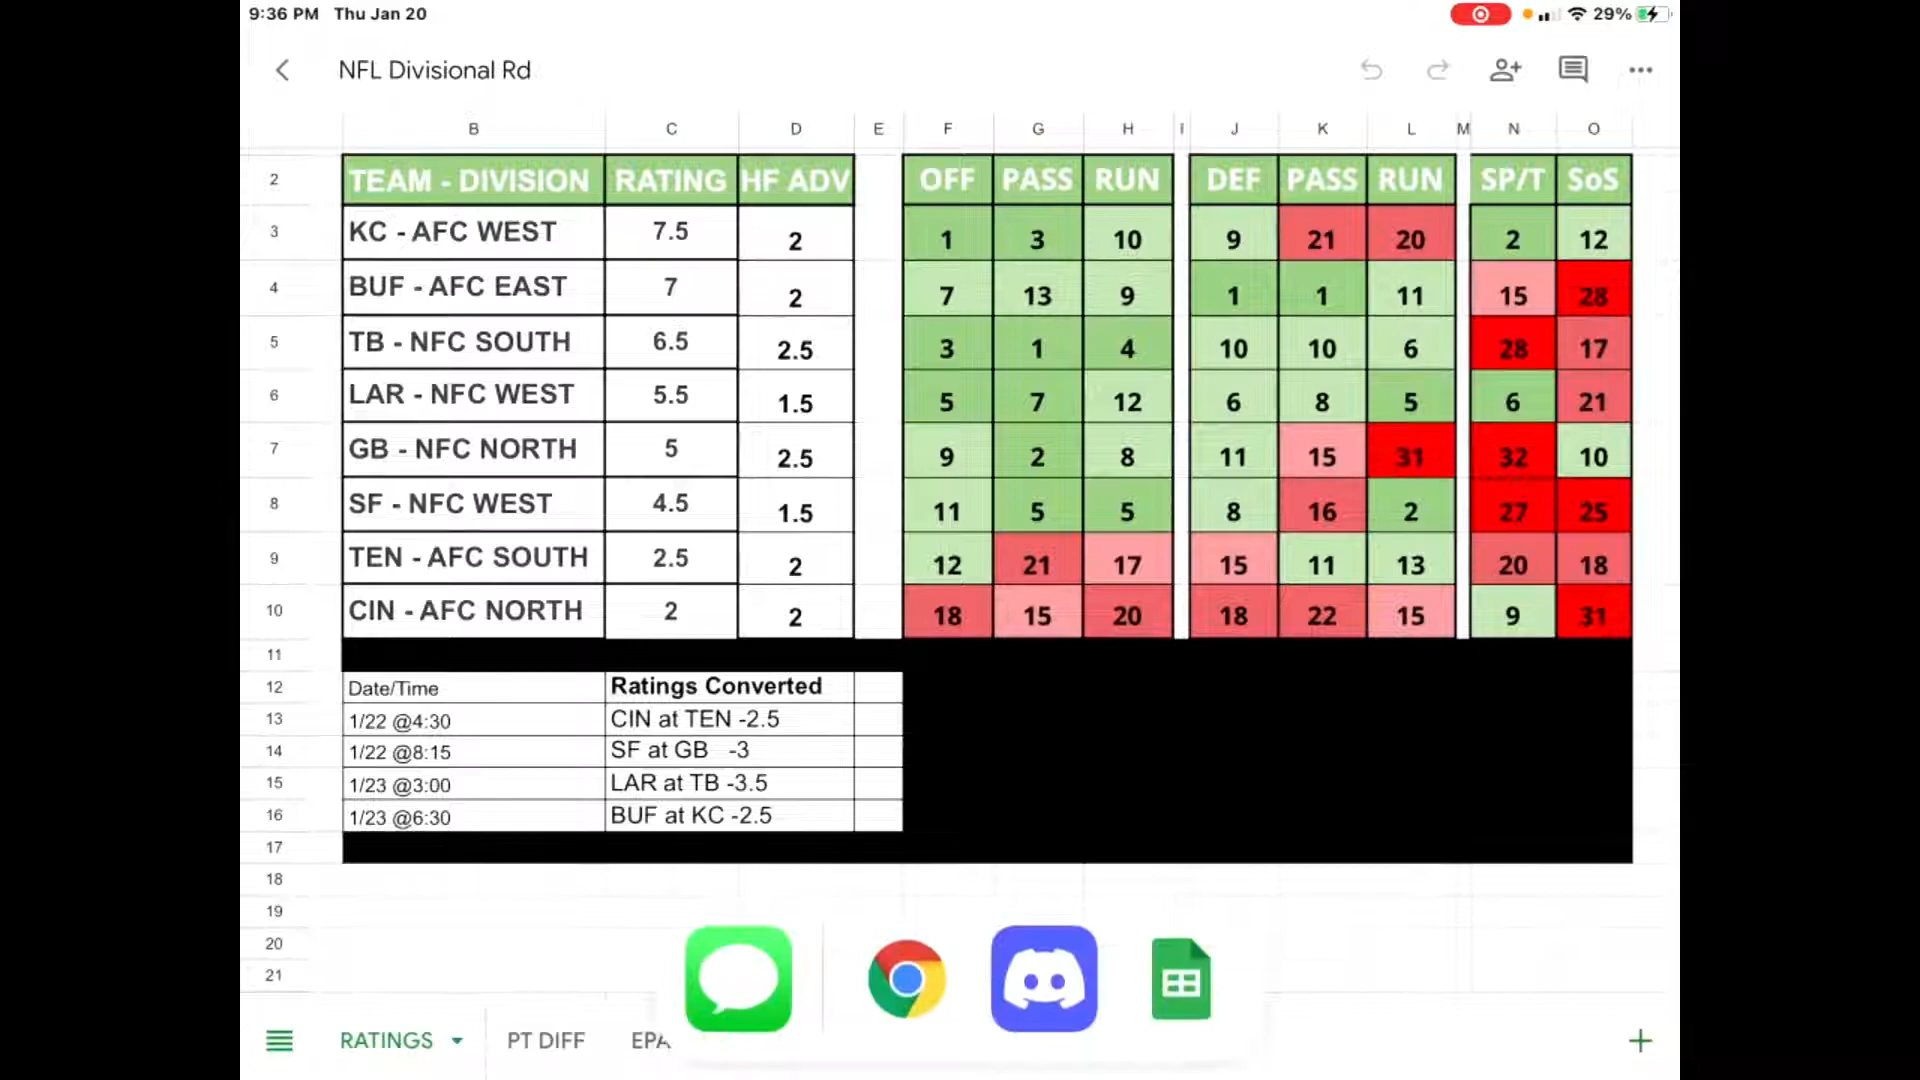 9:36 PM Thu Jan 20 29%
NFL Divisional Rd
B C D E F G H I J K L M N O
2 TEAM - DIVISION RATING HF ADV OFF PASS RUN DEF PASS RUN SP/T SoS
3 KC - AFC WEST 7.5 2 1 3 10 9 21 20 2 12
4 BUF - AFC EAST 7 2 7 13 9 1 1 11 15 28
5 TB - NFC SOUTH 6.5 2.5 3 1 4 10 10 6 28 17
6 LAR - NFC WEST 5.5 1.5 5 7 12 6 8 5 6 21
7 GB - NFC NORTH 5 2.5 9 2 8 11 15 31 32 10
8 SF - NFC WEST 4.5 1.5 11 5 5 8 16 2 27 25
9 TEN - AFC SOUTH 2.5 2 12 21 17 15 11 13 20 18
10 CIN - AFC NORTH 2 2 18 15 20 18 22 15 9 31
11
12 Date/Time Ratings Converted
13 1/22 @4:30 CIN at TEN -2.5
14 1/22 @8:15 SF at GB -3
15 1/23 @3:00 LAR at TB -3.5
16 1/23 @6:30 BUF at KC -2.5
17
18
19
20
21
RATINGS PT DIFF EPA